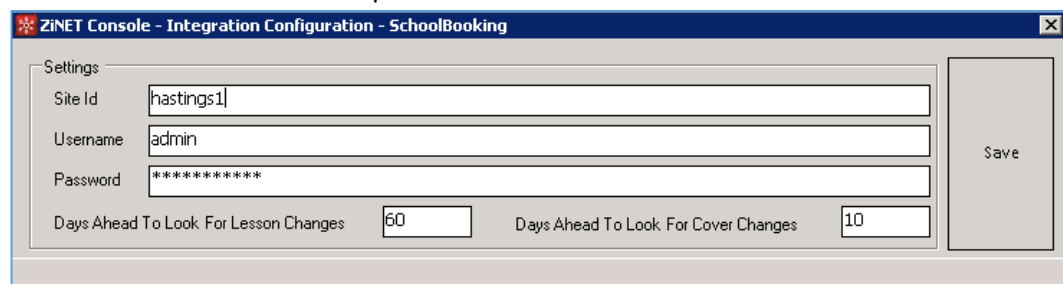 ZiNET Console - Integration Configuration - SchoolBooking
Settings
Site Id hastings1
Username admin
Password ***********
Save
Days Ahead To Look For Lesson Changes 60 Days Ahead To Look For Cover Changes 10